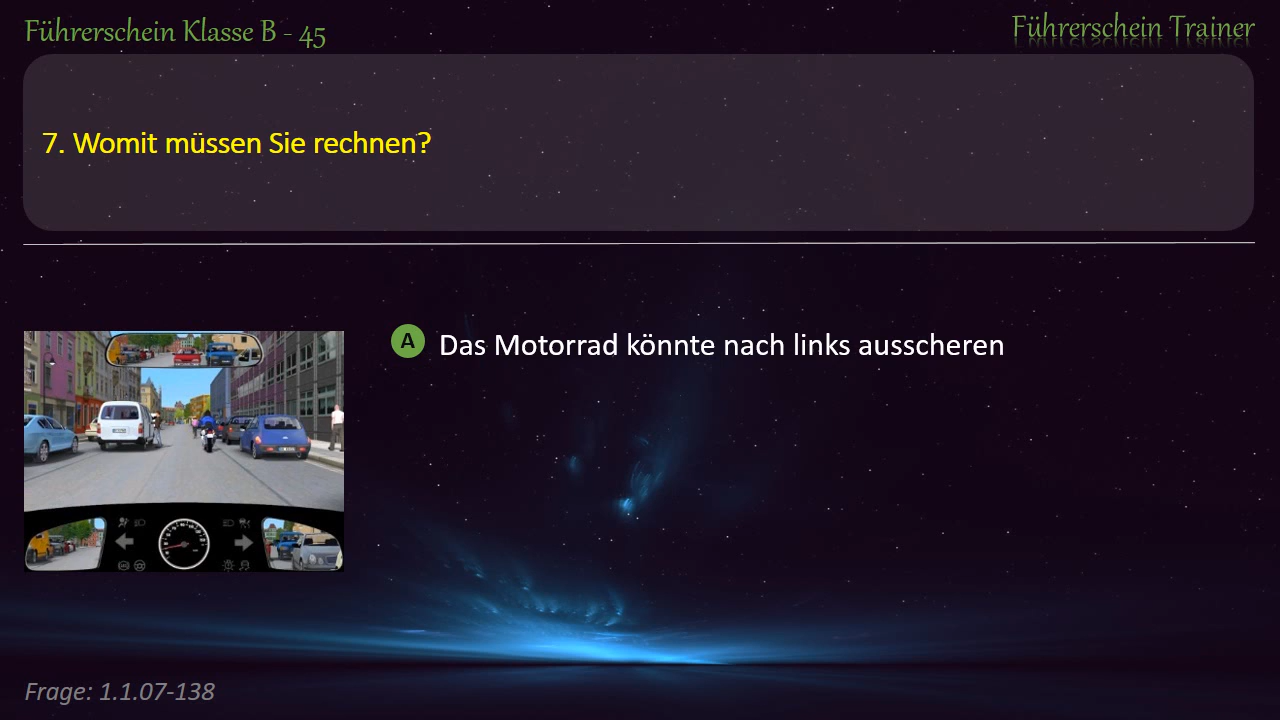 Führerschein Klasse B - 45
Führerschein Trainer
7. Womit müssen Sie rechnen?
A Das Motorrad könnte nach links ausscheren
Frage: 1.1.07-138